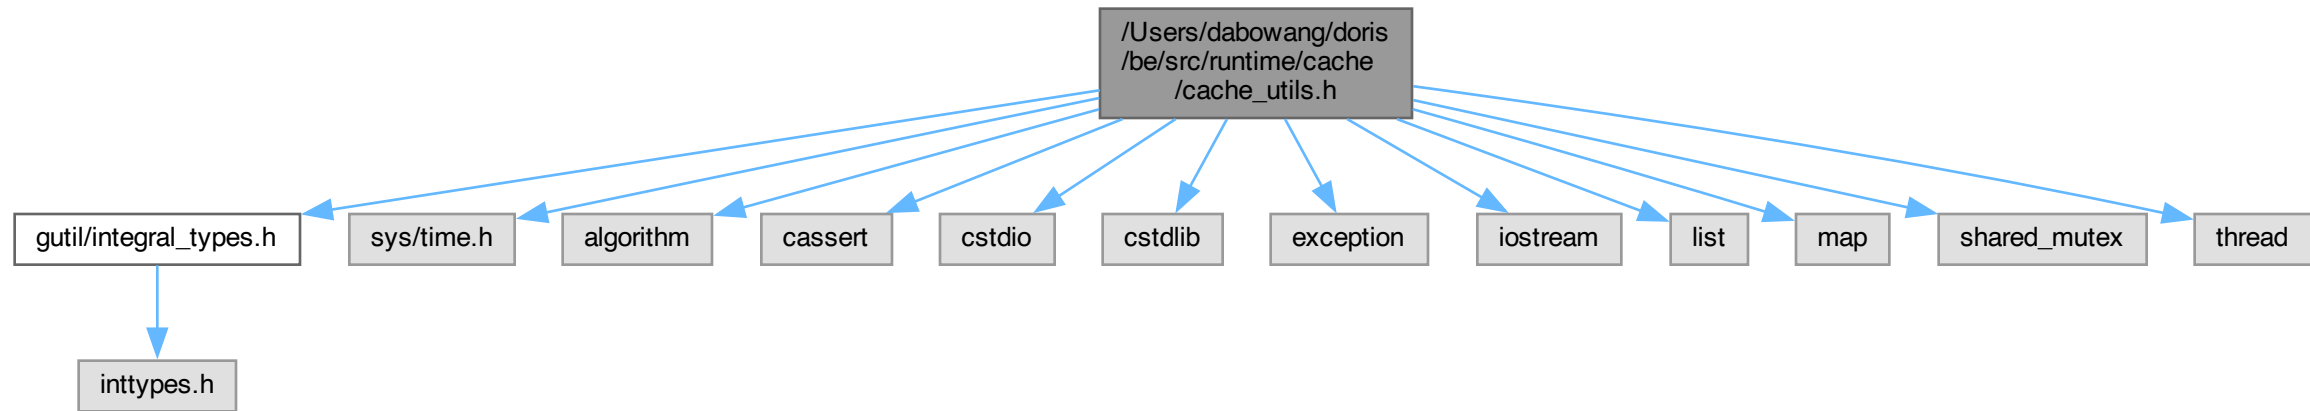 /Users/dabowang/doris
/be/src/runtime/cache
/cache_utils.h
gutil/integral_types.h
sys/time.h
algorithm
cassert
cstdio
cstdlib
exception
iostream
list
map
shared_mutex
thread
inttypes.h